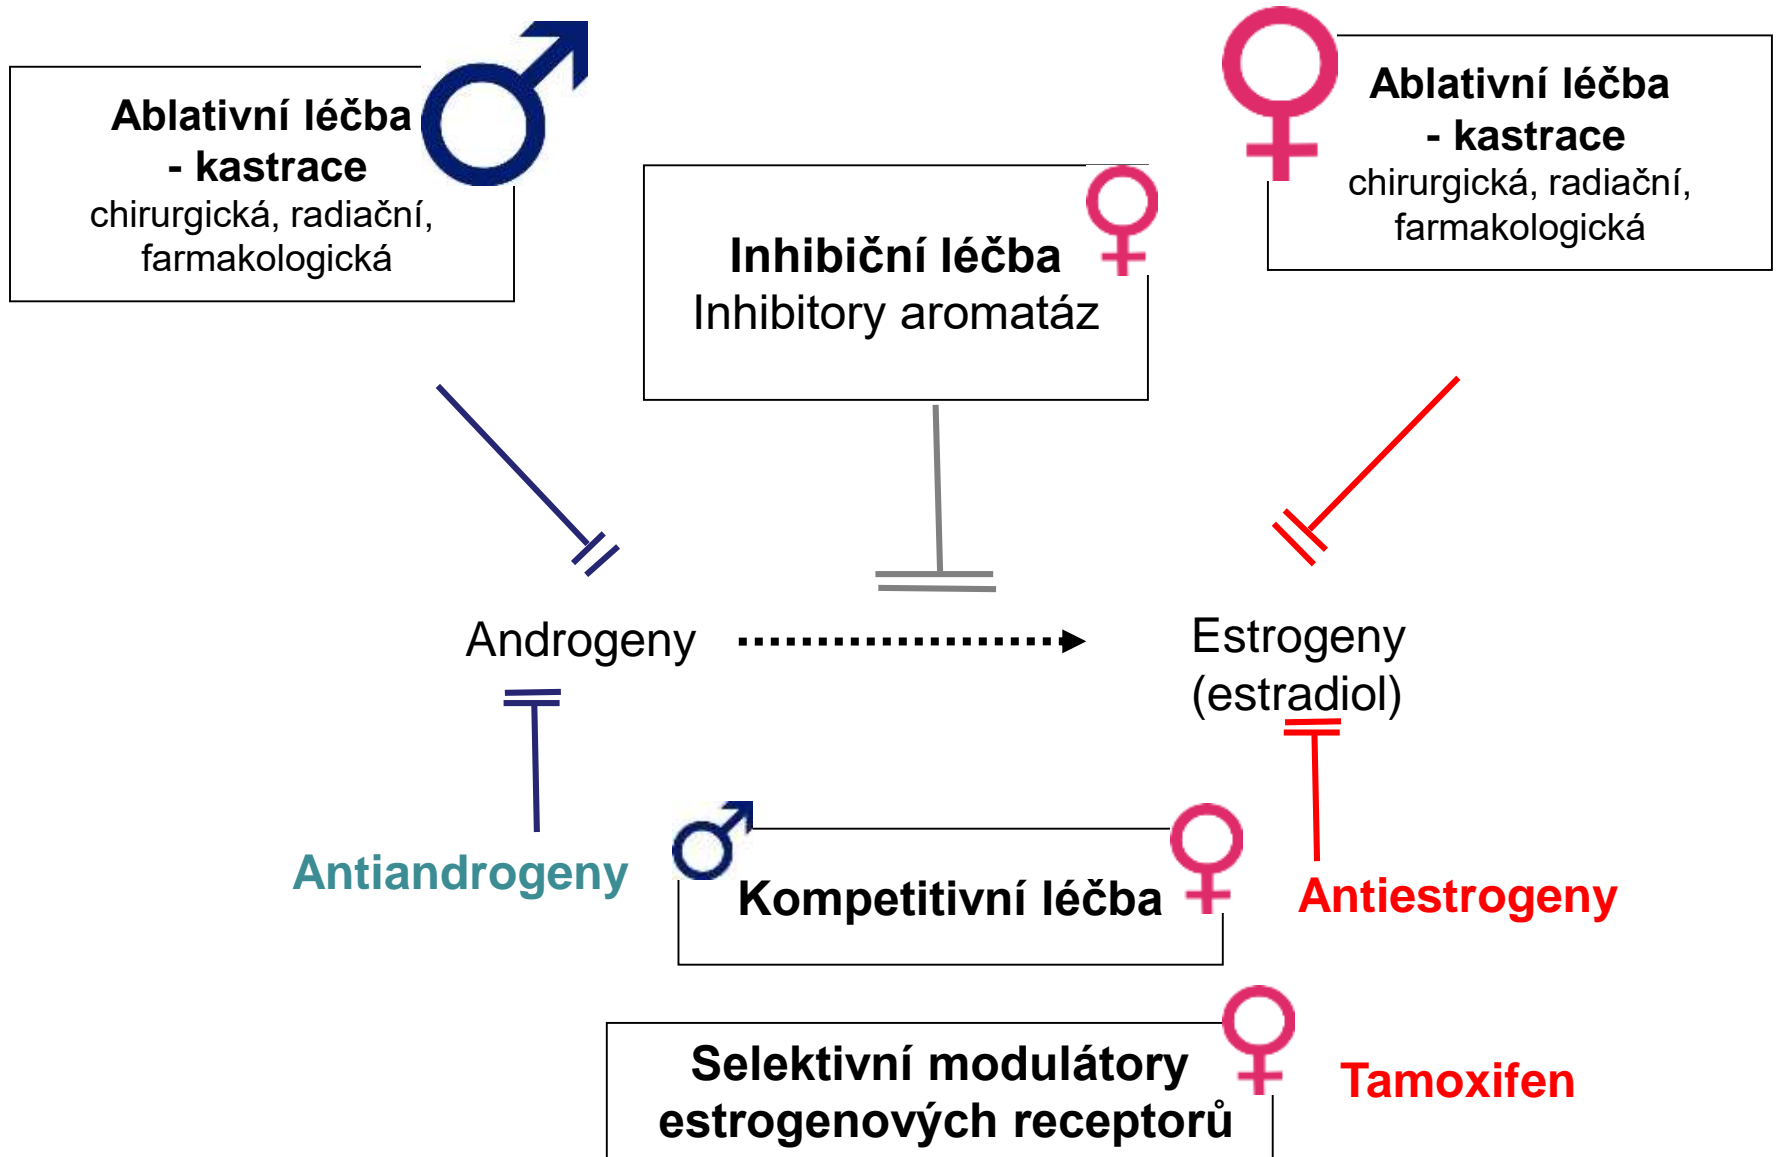 Ablativní léčba
- kastrace
chirurgická, radiační,
farmakologická
Inhibiční léčba
Inhibitory aromatáz
Ablativní léčba
- kastrace
chirurgická, radiační,
farmakologická
Androgeny
Estrogeny
(estradiol)
Antiandrogeny
Kompetitivní léčba
Antiestrogeny
Selektivní modulátory
estrogenových receptorů
Tamoxifen